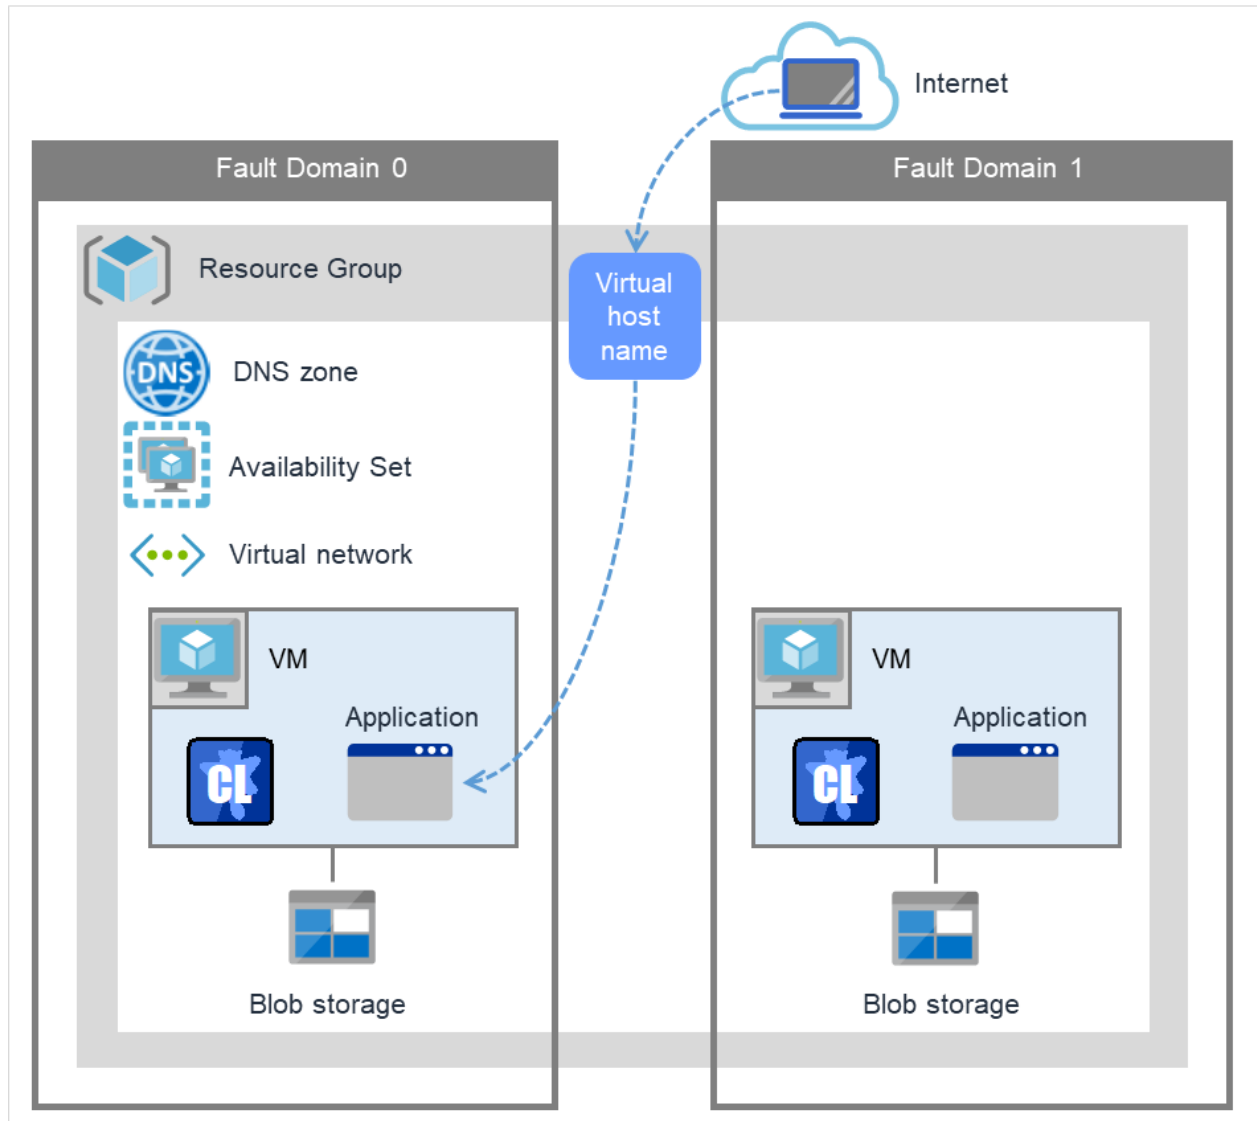 Internet
Fault Domain 0
Fault Domain 1
Resource Group
Virtual
host
name
DNS
DNS zone
Availability Set
Virtual network
VM
Application
CL
VM
Application
CL
Blob storage
Blob storage